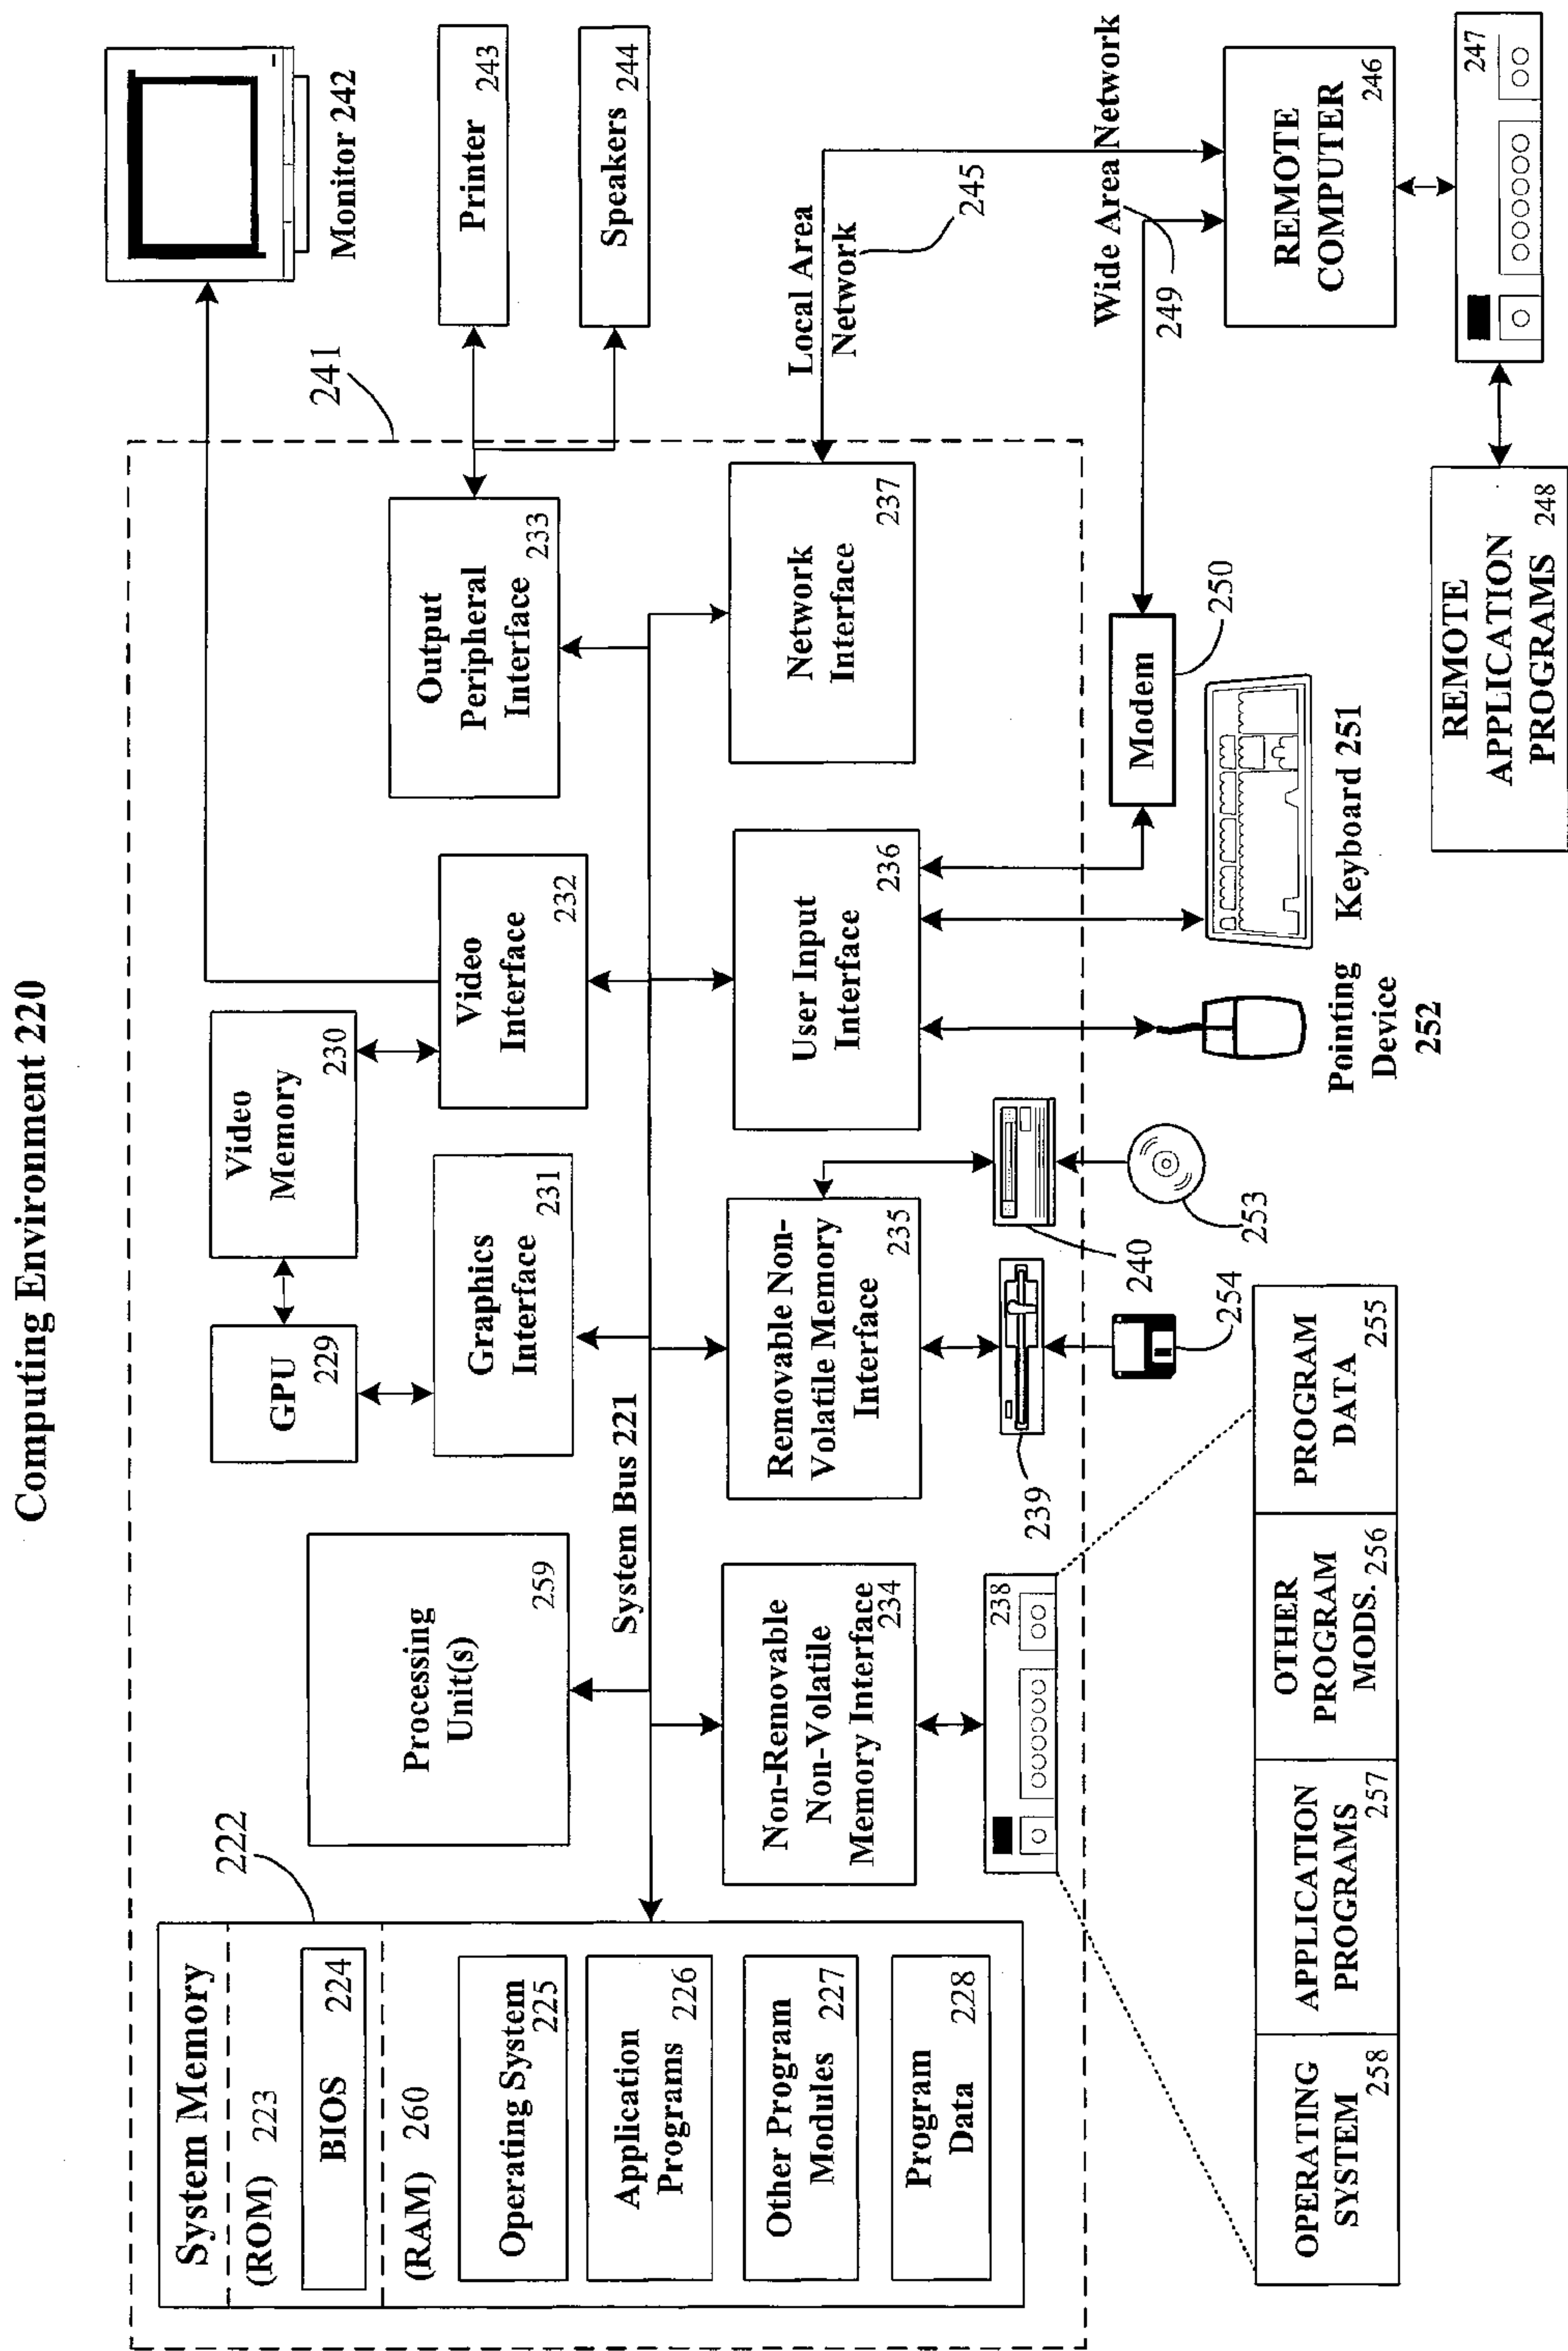 Computing Environment 220
System Memory
(ROM) 223
BIOS 224
222
(RAM) 260
Operating System
225
Application
Programs 226
Other Program
Modules 227
Program
Data 228
Processing
Unit(s)
259
System Bus 221
GPU
229
Video
Memory
230
Graphics
Interface 231
Video
Interface
232
Output
Peripheral
Interface 233
241
Monitor 242
Printer 243
Speakers 244
Non-Removable
Non-Volatile
Memory Interface
234
Removable Non-
Volatile Memory
Interface 235
User Input
Interface 236
Network
Interface 237
Local Area
Network
245
238
239
240
254
253
Pointing
Device
252
Keyboard 251
Modem
250
Wide Area Network
249
REMOTE
COMPUTER
246
247
REMOTE
APPLICATION
PROGRAMS 248
OPERATING
SYSTEM 258
APPLICATION
PROGRAMS 257
OTHER
PROGRAM
MODS. 256
PROGRAM
DATA 255